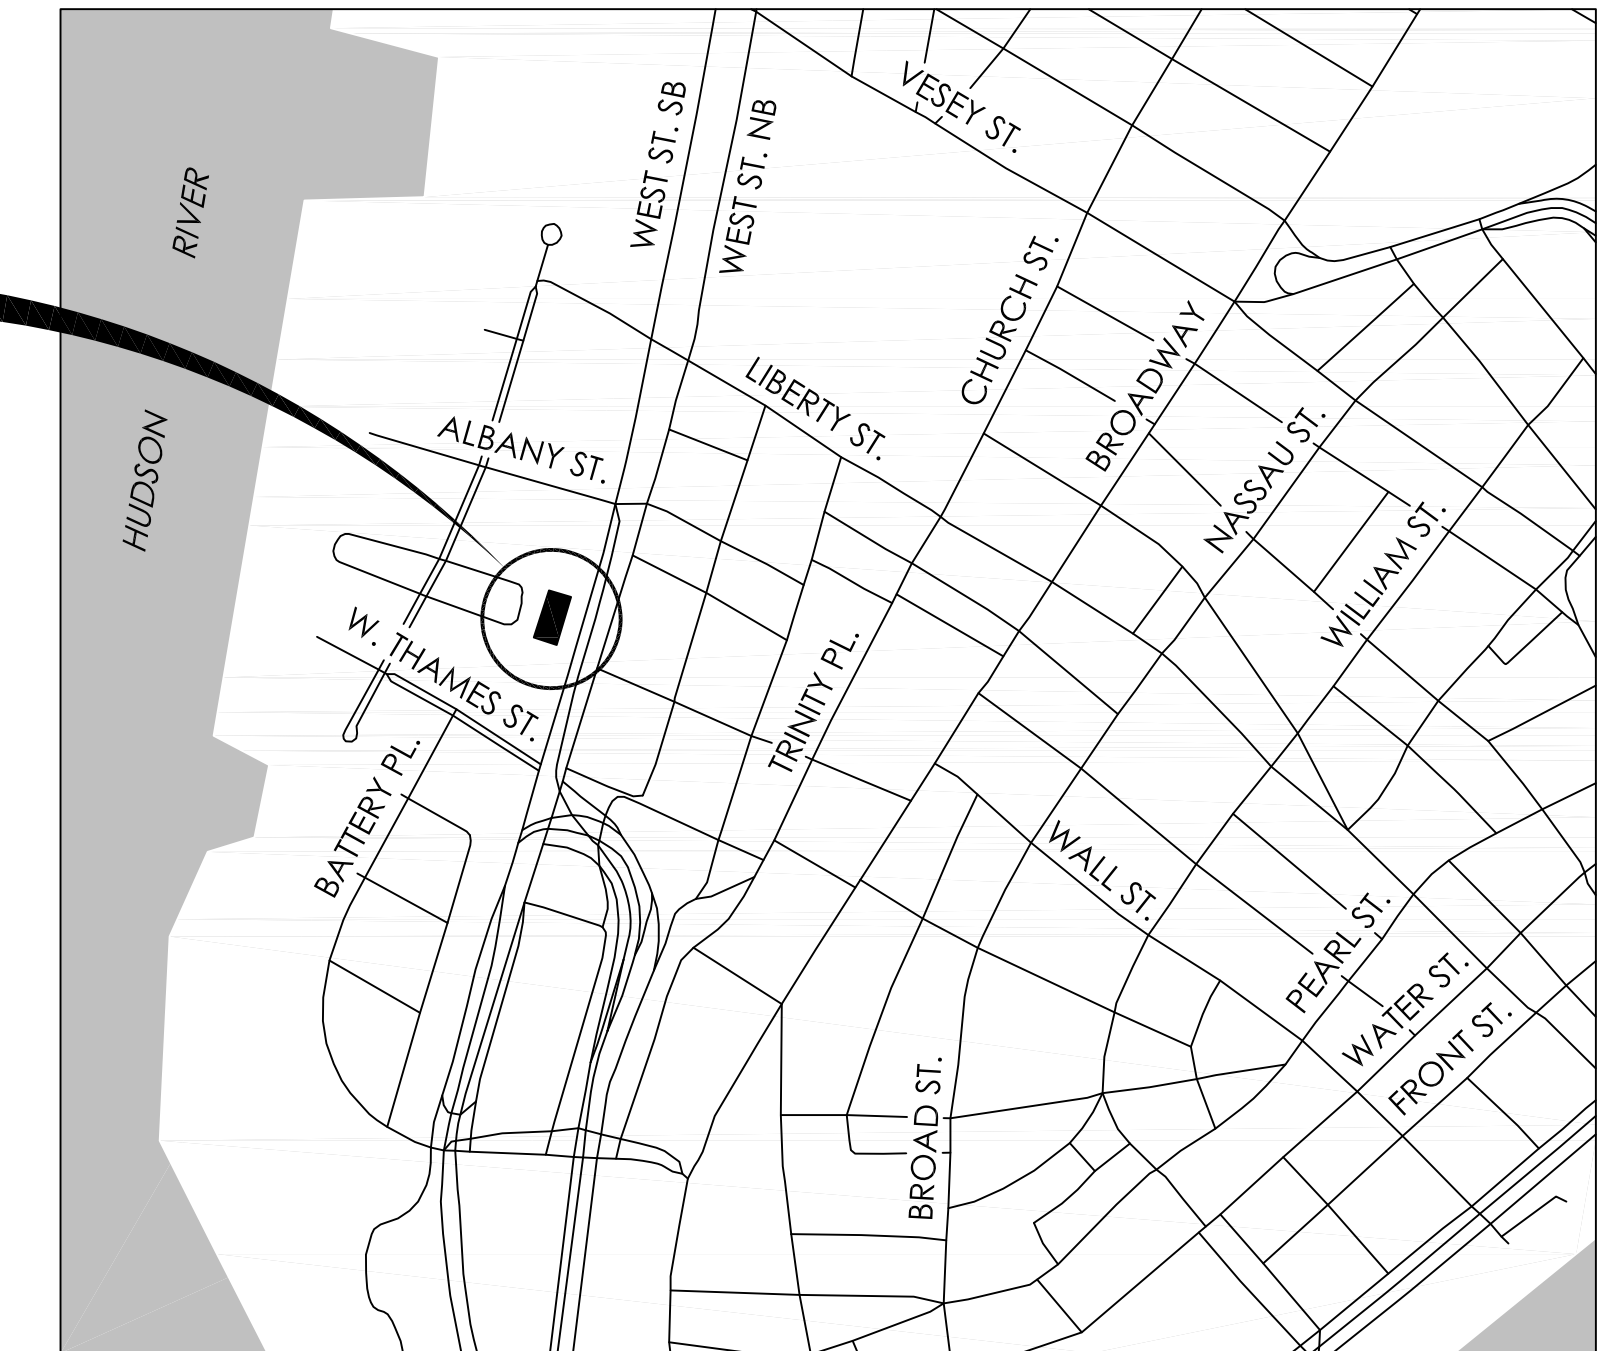 VESEY ST.
WEST ST. SB
WEST ST. NB
RIVER
HUDSON
CHURCH ST.
BROADWAY
LIBERTY ST.
ALBANY ST.
NASSAU ST.
WILLIAM ST.
W. THAMES ST.
TRINITY PL.
BATTERY PL.
WALL ST.
PEARL ST.
WATER ST.
FRONT ST.
BROAD ST.